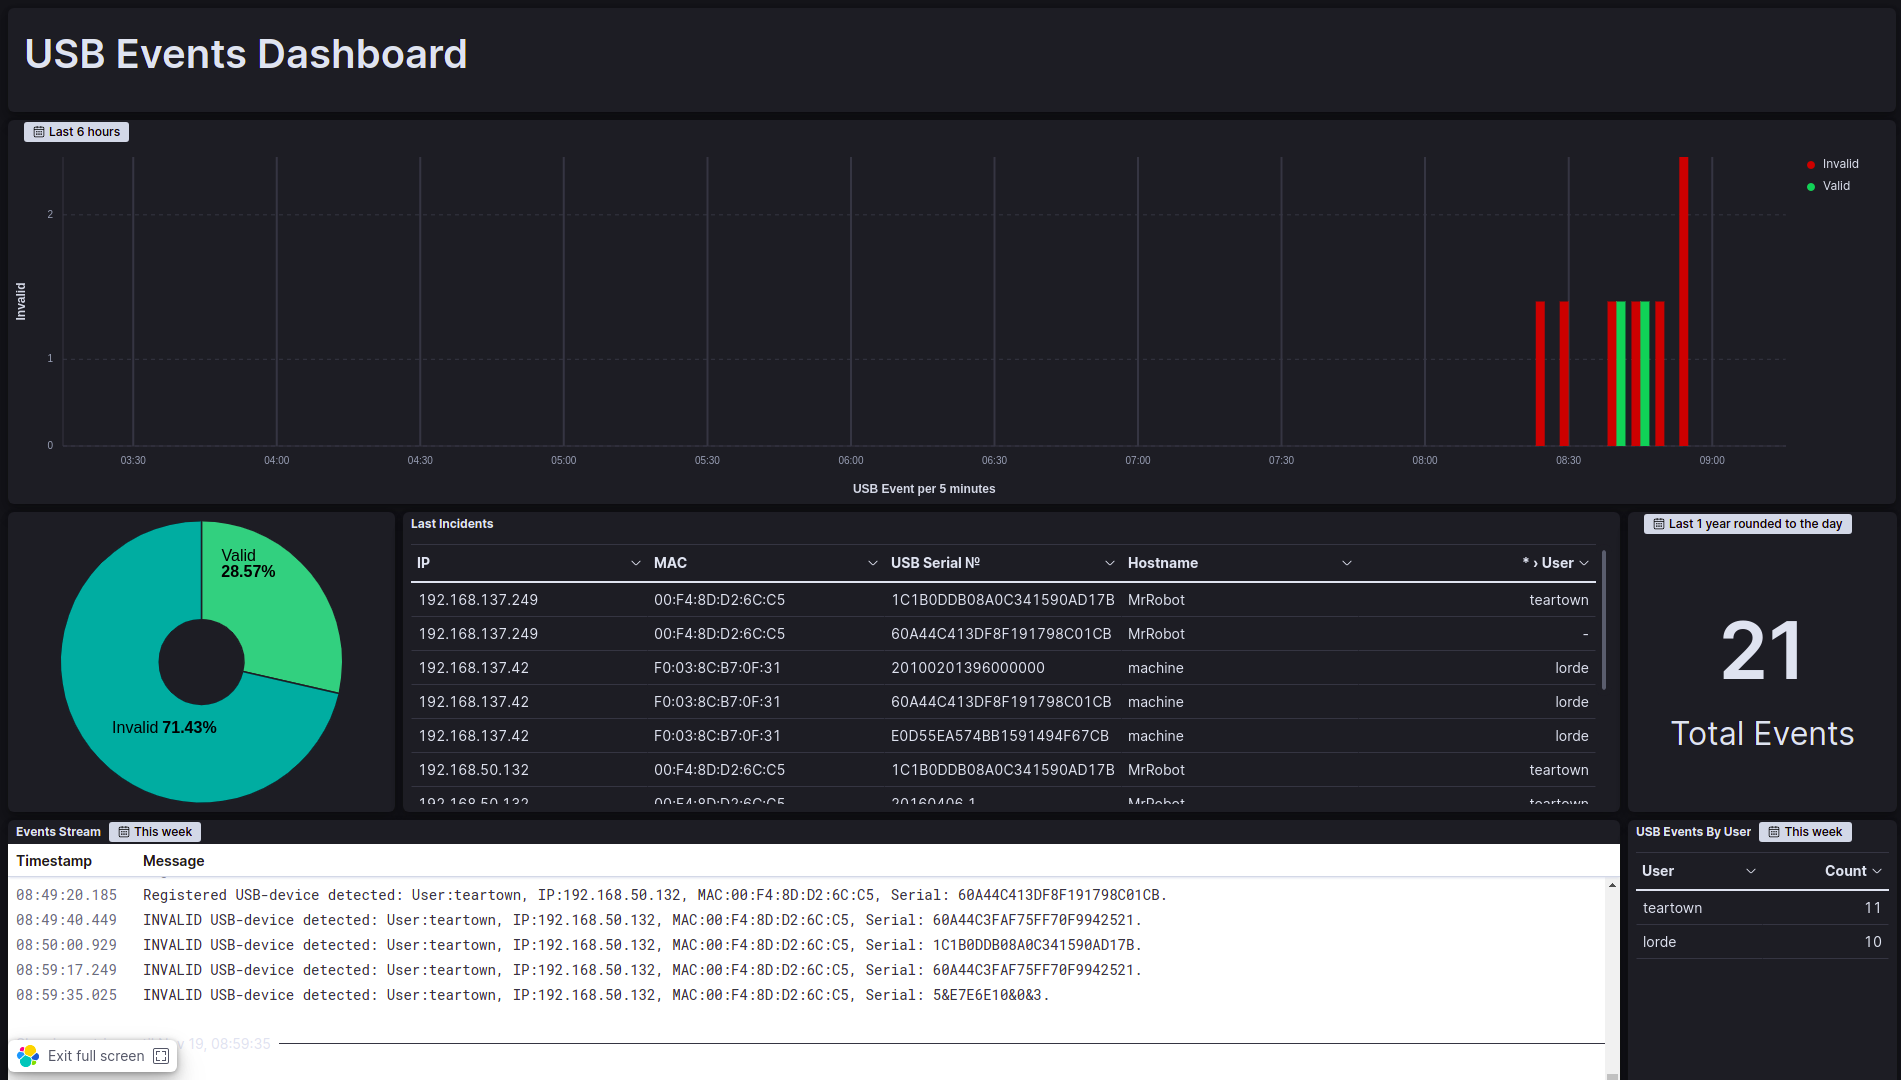 USB Events Dashboard
Last 6 hours
Invalid
Valid
2
1
0
Invalid
03:30 04:00 04:30 05:00 05:30 06:00 06:30 07:00 07:30 08:00 08:30 09:00
USB Event per 5 minutes
Valid
28.57%
Invalid 71.43%
Last Incidents
IP MAC USB Serial № Hostname * › User
192.168.137.249 00:F4:8D:D2:6C:C5 1C1B0DDB08A0C341590AD17B MrRobot teartown
192.168.137.249 00:F4:8D:D2:6C:C5 60A44C413DF8F191798C01CB MrRobot -
192.168.137.42 F0:03:8C:B7:0F:31 20100201396000000 machine lorde
192.168.137.42 F0:03:8C:B7:0F:31 60A44C413DF8F191798C01CB machine lorde
192.168.137.42 F0:03:8C:B7:0F:31 E0D55EA574BB1591494F67CB machine lorde
192.168.50.132 00:F4:8D:D2:6C:C5 1C1B0DDB08A0C341590AD17B MrRobot teartown
192.168.50.132 00:F4:8D:D2:6C:C5 20160406 1 MrRobot teartown
Last 1 year rounded to the day
21
Total Events
Events Stream This week
Timestamp Message
08:49:20.185 Registered USB-device detected: User:teartown, IP:192.168.50.132, MAC:00:F4:8D:D2:6C:C5, Serial: 60A44C413DF8F191798C01CB.
08:49:40.449 INVALID USB-device detected: User:teartown, IP:192.168.50.132, MAC:00:F4:8D:D2:6C:C5, Serial: 60A44C3FAF75FF70F9942521.
08:50:00.929 INVALID USB-device detected: User:teartown, IP:192.168.50.132, MAC:00:F4:8D:D2:6C:C5, Serial: 1C1B0DDB08A0C341590AD17B.
08:59:17.249 INVALID USB-device detected: User:teartown, IP:192.168.50.132, MAC:00:F4:8D:D2:6C:C5, Serial: 60A44C3FAF75FF70F9942521.
08:59:35.025 INVALID USB-device detected: User:teartown, IP:192.168.50.132, MAC:00:F4:8D:D2:6C:C5, Serial: 5&E7E6E10&0&3.
19, 08:59:35
Exit full screen
USB Events By User This week
User Count
teartown 11
lorde 10